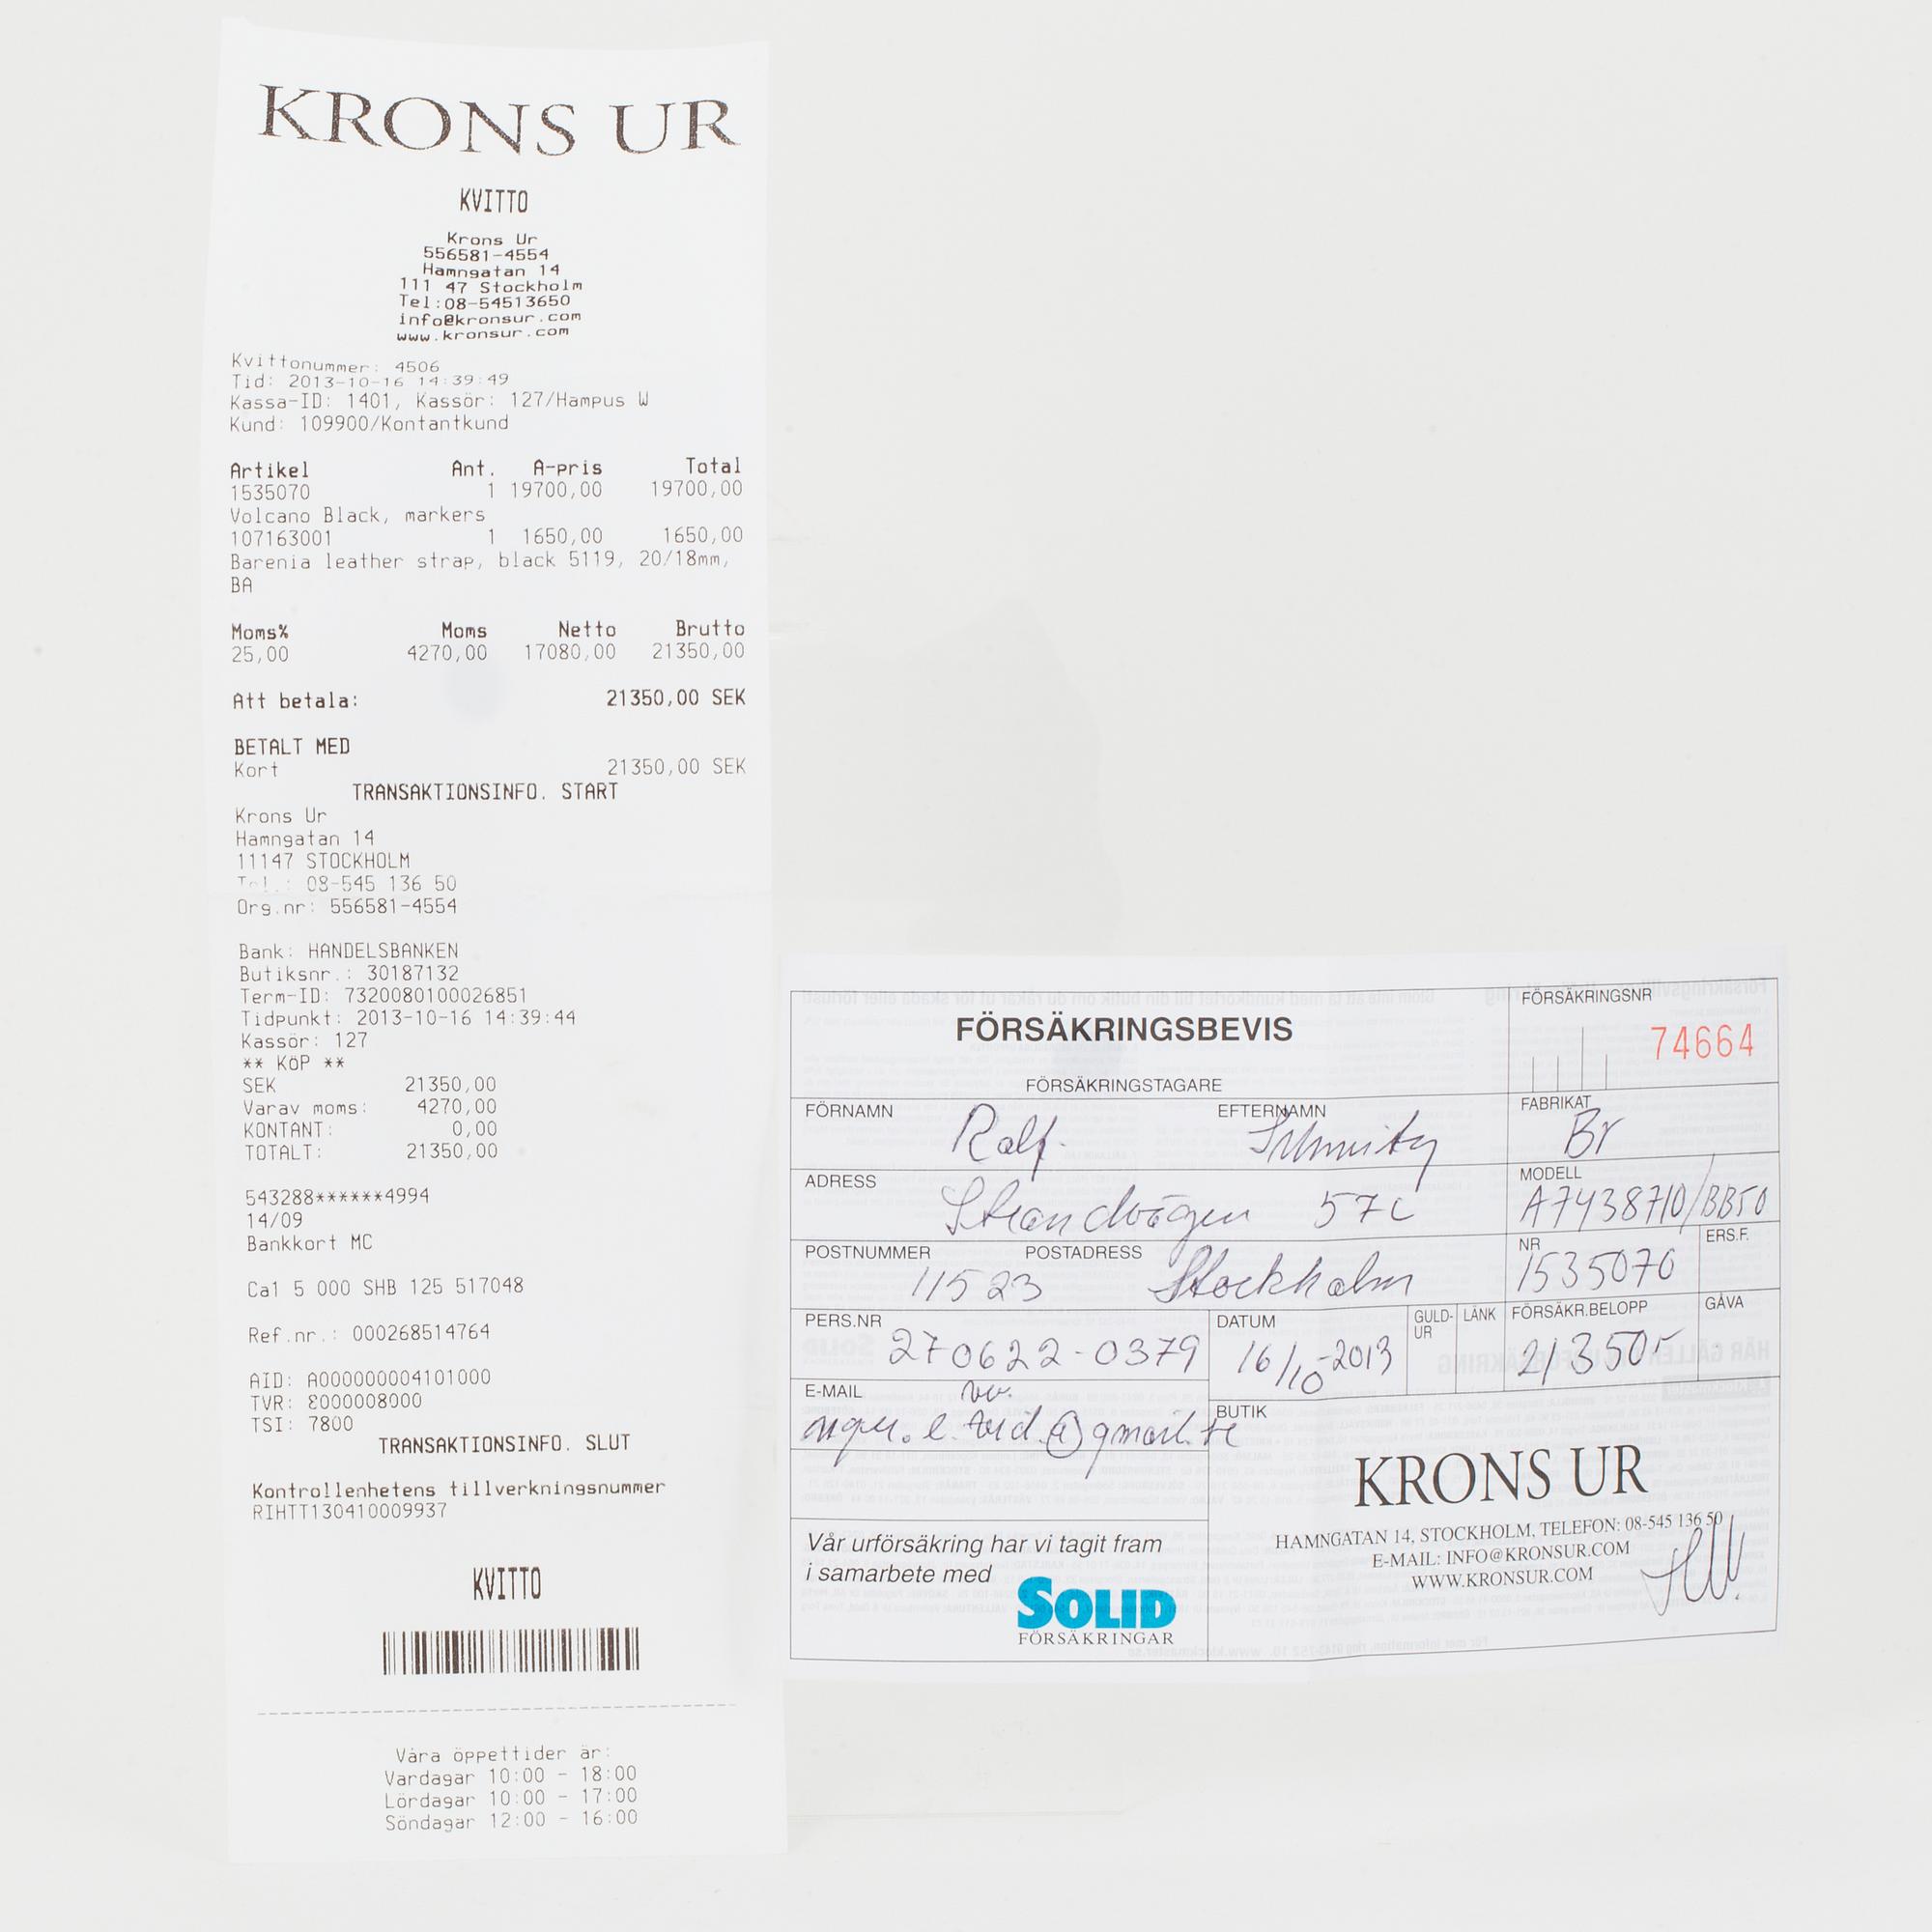 KRONS UR
KVITTO
Krons Ur
556581-4554
Hamngatan 14
111 47 Stockholm
Tel:08-54513650
info@kronsur.com
www.kronsur.com
Kvittonummer: 4506
Tid: 2013-10-16 14:39:49
Kassa-ID: 1401, Kassör: 127/Hampus W
Kund: 109900/Kontantkund
Artikel Ant. A-pris Total
1535070 1 19700,00 19700,00
Volcano Black, markers
107163001 1 1650,00 1650,00
Barenia leather strap, black 5119, 20/18mm,
BA
Moms% Moms Netto Brutto
25,00 4270,00 17080,00 21350,00
Att betala: 21350,00 SEK
BETALT MED
Kort 21350,00 SEK
TRANSAKTIONSINFO. START
Krons Ur
Hamngatan 14
11147 STOCKHOLM
Tel.: 08-545 136 50
Org.nr: 556581-4554
Bank: HANDELSBANKEN
Butiksnr.: 30187132
Term-ID: 7320080100026851
Tidpunkt: 2013-10-16 14:39:44
Kassör: 127
** KÖP **
SEK 21350,00
Varav moms: 4270,00
KONTANT: 0,00
TOTALT: 21350,00
543288******4994
14/09
Bankkort MC
Ca1 5 000 SHB 125 517048
Ref.nr.: 000268514764
AID: A0000000004101000
TVR: 8000008000
TSI: 7800
TRANSAKTIONSINFO. SLUT
Kontrollenhetens tillverkningsnummer
RIHTT130410009937
KVITTO
Våra öppettider är:
Vardagar 10:00 - 18:00
Lördagar 10:00 - 17:00
Söndagar 12:00 - 16:00
FÖRSÄKRINGSBEVIS
FÖRSÄKRINGSNR
74664
FÖRSÄKRINGSTAGARE
FÖRNAMN Ralf EFTERNAMN Schmitz
FABRIKAT Br
ADRESS Strandvägen 57C
MODELL A7438710/BB50
POSTNUMMER 11523 POSTADRESS Stockholm
NR 1535070 ERS.F.
PERS.NR 270622-0379
DATUM 16/10-2013
GULD-UR
LÄNK
FÖRSÄKR.BELOPP 21350:-
GÅVA
E-MAIL
BUTIK
KRONS UR
HAMNGATAN 14, STOCKHOLM, TELEFON: 08-545 136 50
E-MAIL: INFO@KRONSUR.COM
WWW.KRONSUR.COM
Vår urförsäkring har vi tagit fram
i samarbete med
SOLID
FÖRSÄKRINGAR